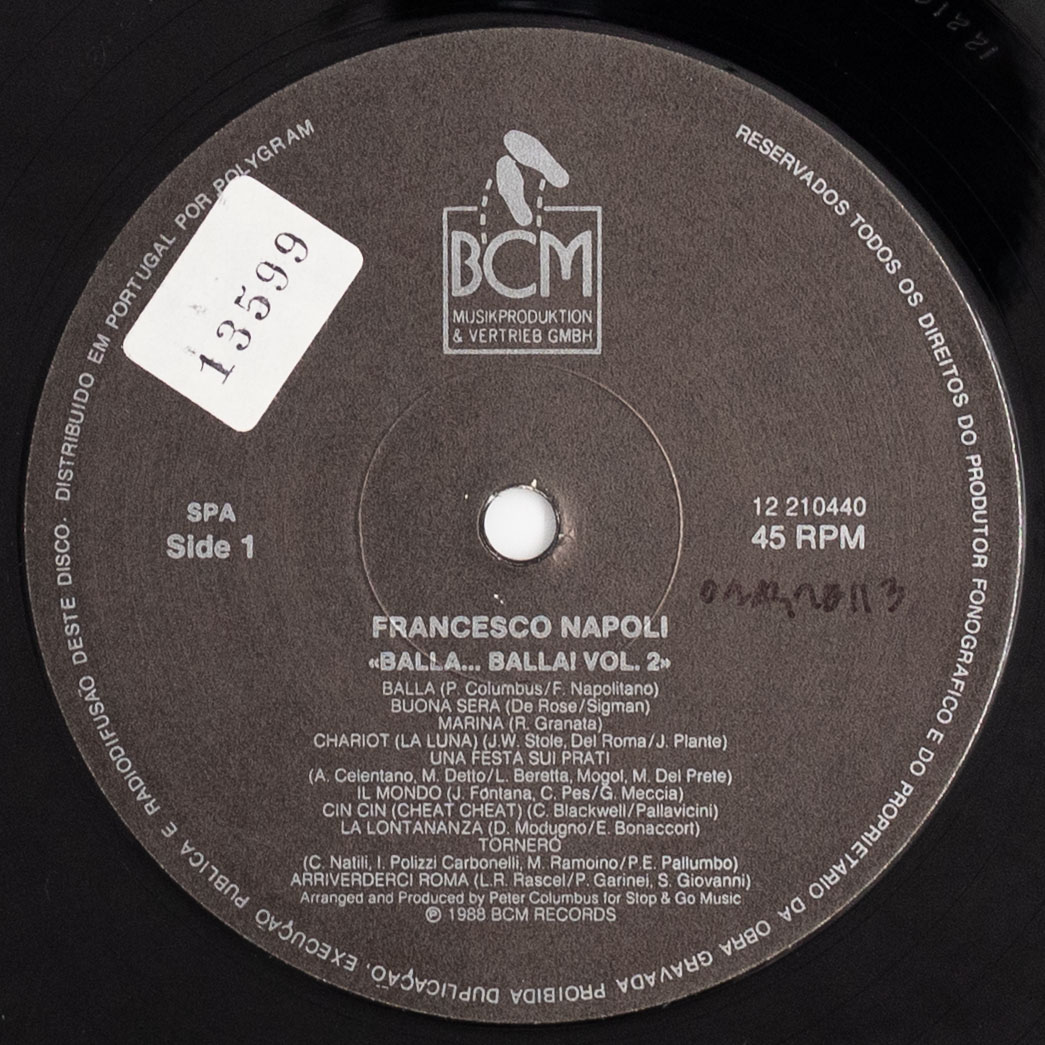 RESERVADOS TODOS OS DIREITOS DO PRODUTOR FONOGRAFICO E DO PROPRIETARIO DA OBRA GRAVADA PROIBIDA DUPLICAÇÃO, EXECUÇÃO PUBLICA E RADIODIFUSÃO DESTE DISCO. DISTRIBUIDO EM PORTUGAL POR POLYGRAM
BCM
MUSIKPRODUKTION
& VERTRIEB GMBH
13599
SPA
Side 1
12 210440
45 RPM
FRANCESCO NAPOLI
«BALLA... BALLA! VOL. 2»
BALLA (P. Columbus/F. Napolitano)
BUONA SERA (De Rose/Sigman)
MARINA (R. Granata)
CHARIOT (LA LUNA) (J.W. Stole, Del Roma/J. Plante)
UNA FESTA SUI PRATI
(A. Celentano, M. Detto/L. Beretta, Mogol, M. Del Prete)
IL MONDO (J. Fontana, C. Pes/G. Meccia)
CIN CIN (CHEAT CHEAT) (C. Blackwell/Pallavicini)
LA LONTANANZA (D. Modugno/E. Bonaccort)
TORNERO
(C. Natili, I. Polizzi Carbonelli, M. Ramoino/P.E. Pallumbo)
ARRIVERDERCI ROMA (L.R. Rascel/P. Garinei, S. Giovanni)
Arranged and Produced by Peter Columbus for Stop & Go Music
℗ 1988 BCM RECORDS